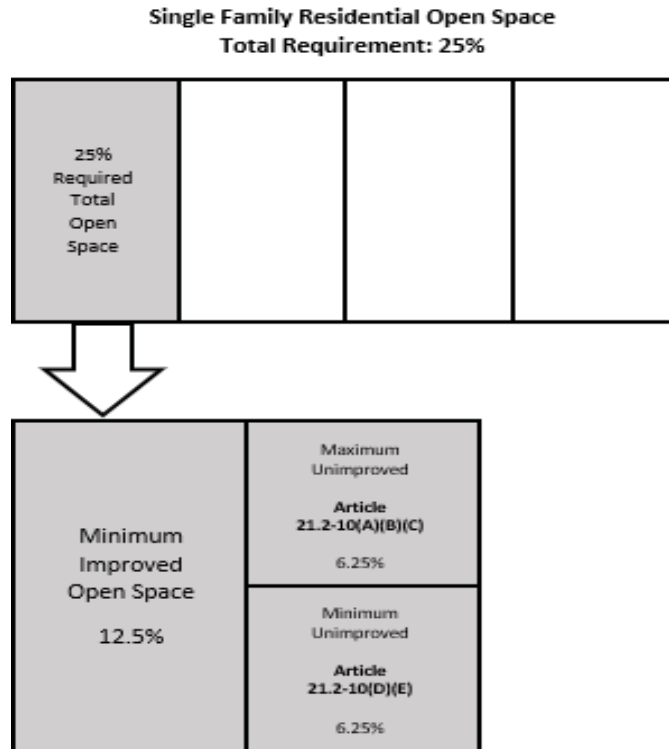 Single Family Residential Open Space
Total Requirement: 25%
25%
Required
Total
Open
Space
Minimum
Improved
Open Space
12.5%
Maximum
Unimproved
Article
21.2-10(A)(B)(C)
6.25%
Minimum
Unimproved
Article
21.2-10(D)(E)
6.25%